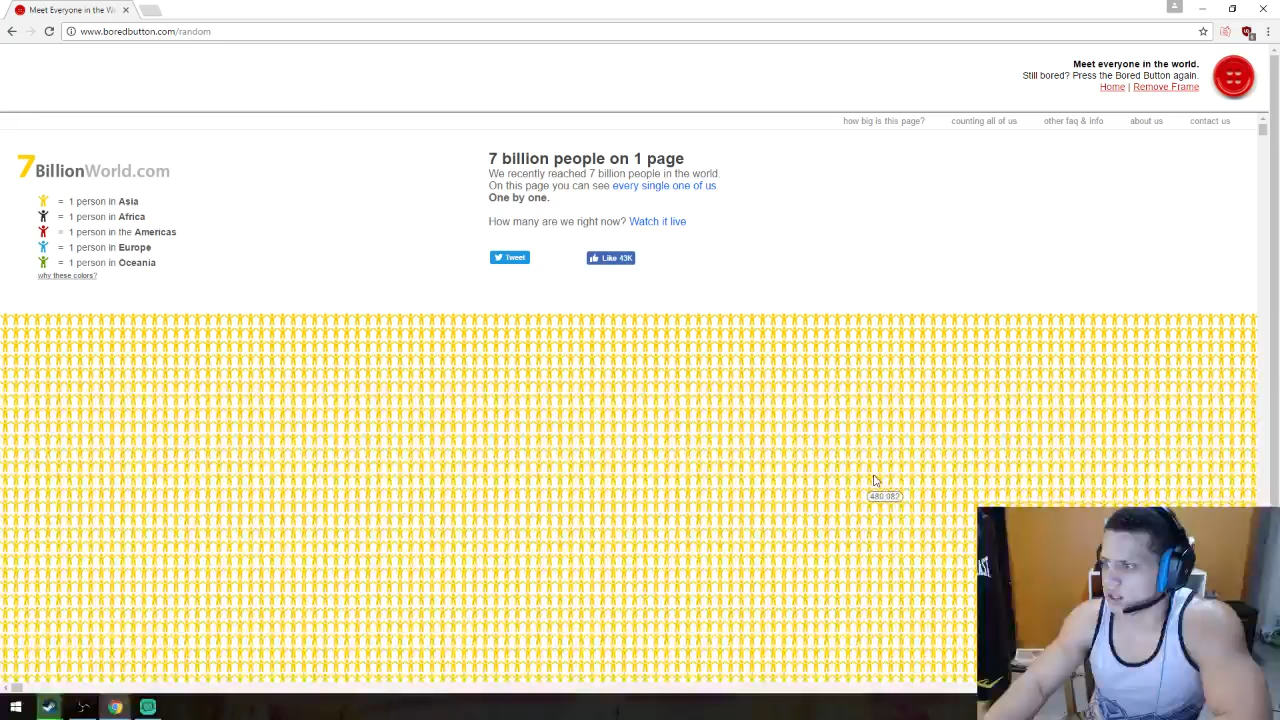 Meet Everyone in the W
www.boredbutton.com/random
Meet everyone in the world.
Still bored? Press the Bored Button again.
Home | Remove Frame
how big is this page? counting all of us other faq & info about us contact us
7BillionWorld.com
= 1 person in Asia
= 1 person in Africa
= 1 person in the Americas
= 1 person in Europe
= 1 person in Oceania
why these colors?
7 billion people on 1 page
We recently reached 7 billion people in the world.
On this page you can see every single one of us
One by one.
How many are we right now? Watch it live
Tweet
Like 43K
480 982